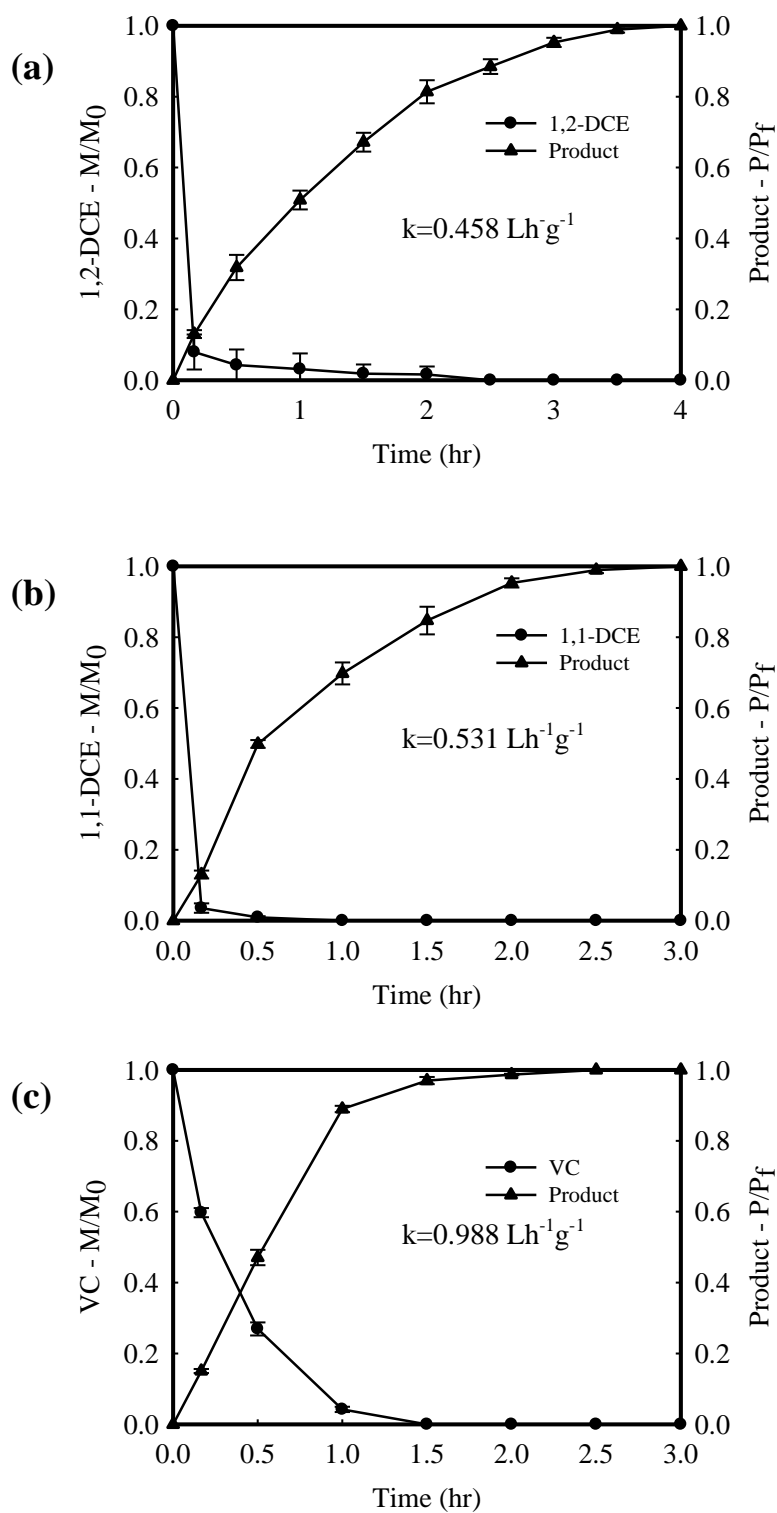 (a)
1.0
0.8
0.6
0.4
0.2
0.0
1,2-DCE - M/M0
1,2-DCE
Product
k=0.458 Lh-g-1
1.0
0.8
0.6
0.4
0.2
0.0
Product - P/Pf
0 1 2 3 4
Time (hr)
(b)
1.0
0.8
0.6
0.4
0.2
0.0
1,1-DCE - M/M0
1,1-DCE
Product
k=0.531 Lh-1g-1
1.0
0.8
0.6
0.4
0.2
0.0
Product - P/Pf
0.0 0.5 1.0 1.5 2.0 2.5 3.0
Time (hr)
(c)
1.0
0.8
0.6
0.4
0.2
0.0
VC - M/M0
VC
Product
k=0.988 Lh-1g-1
1.0
0.8
0.6
0.4
0.2
0.0
Product - P/Pf
0.0 0.5 1.0 1.5 2.0 2.5 3.0
Time (hr)